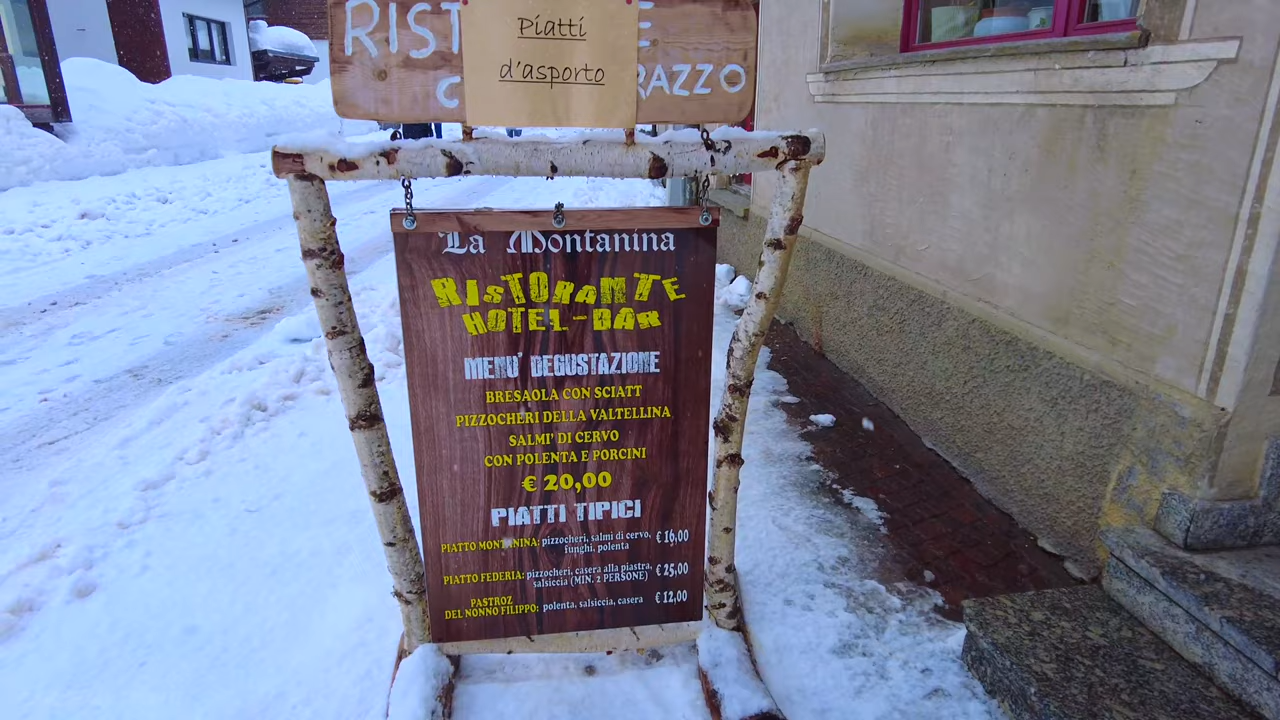 RIST
Piatti
d'asporto
RAZZO
La Montanina
RISTORANTE
HOTEL-BAR
MENU' DEGUSTAZIONE
BRESAOLA CON SCIATT
PIZZOCHERI DELLA VALTELLINA
SALMI' DI CERVO
CON POLENTA E PORCINI
€ 20,00
PIATTI TIPICI
PIATTO MONTANINA: pizzocheri, salmi di cervo, € 16,00
funghi, polenta
PIATTO FEDERIA: pizzocheri, casera alla piastra, € 25,00
salsiccia (MIN. 2 PERSONE)
PASTROZ
DEL NONNO FILIPPO: polenta, salsiccia, casera € 12,00